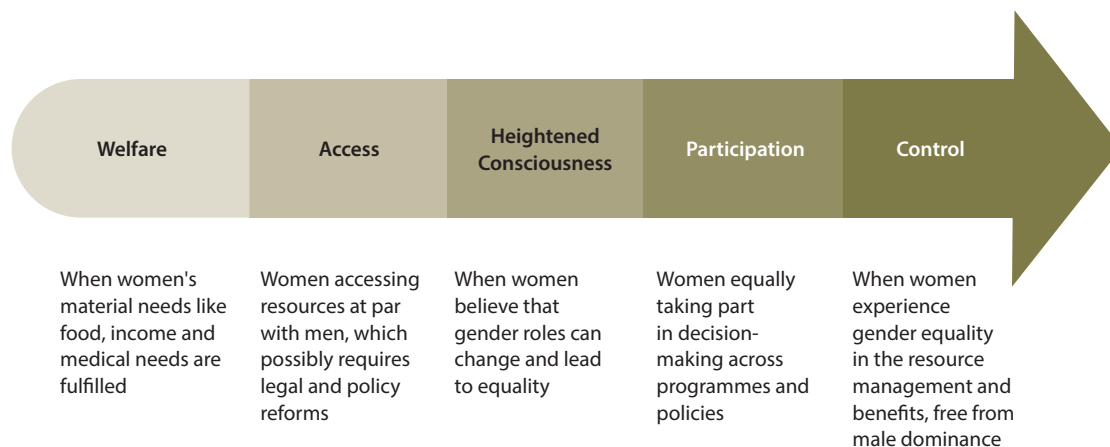 Welfare
Access
Heightened
Consciousness
Participation
Control
When women's
material needs like
food, income and
medical needs are
fulfilled
Women accessing
resources at par
with men, which
possibly requires
legal and policy
reforms
When women
believe that
gender roles can
change and lead
to equality
Women equally
taking part
in decision-
making across
programmes and
policies
When women
experience
gender equality
in the resource
management and
benefits, free from
male dominance